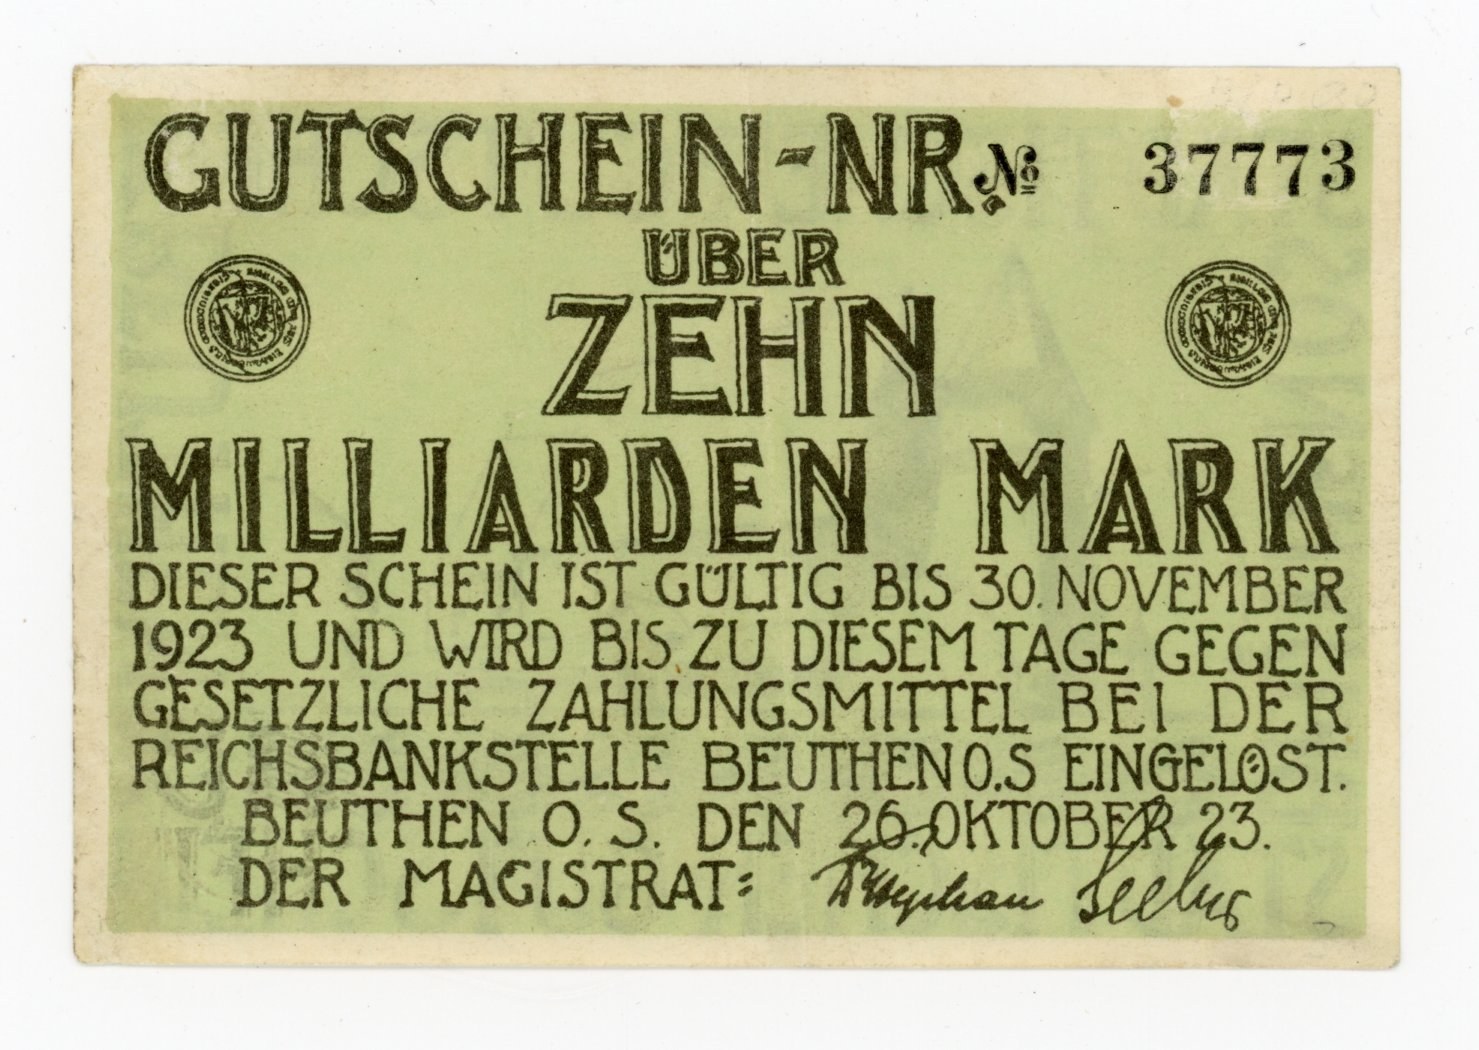 GUTSCHEIN-NR. № 37773
ÜBER
ZEHN
MILLIARDEN MARK
DIESER SCHEIN IST GÜLTIG BIS 30. NOVEMBER
1923 UND WIRD BIS ZU DIESEM TAGE GEGEN
GESETZLICHE ZAHLUNGSMITTEL BEI DER
REICHSBANKSTELLE BEUTHEN O.S EINGELÖST.
BEUTHEN O. S. DEN 26. OKTOBER 23.
DER MAGISTRAT: